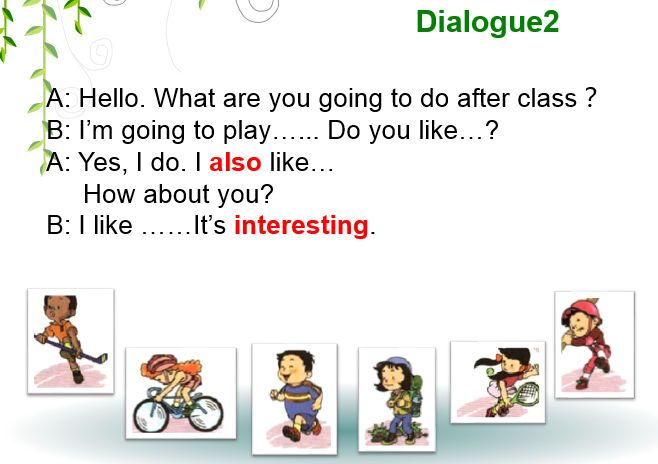 Dialogue2
A: Hello. What are you going to do after class？
B: I’m going to play…... Do you like…?
A: Yes, I do. I also like…
How about you?
B: I like ……It’s interesting.